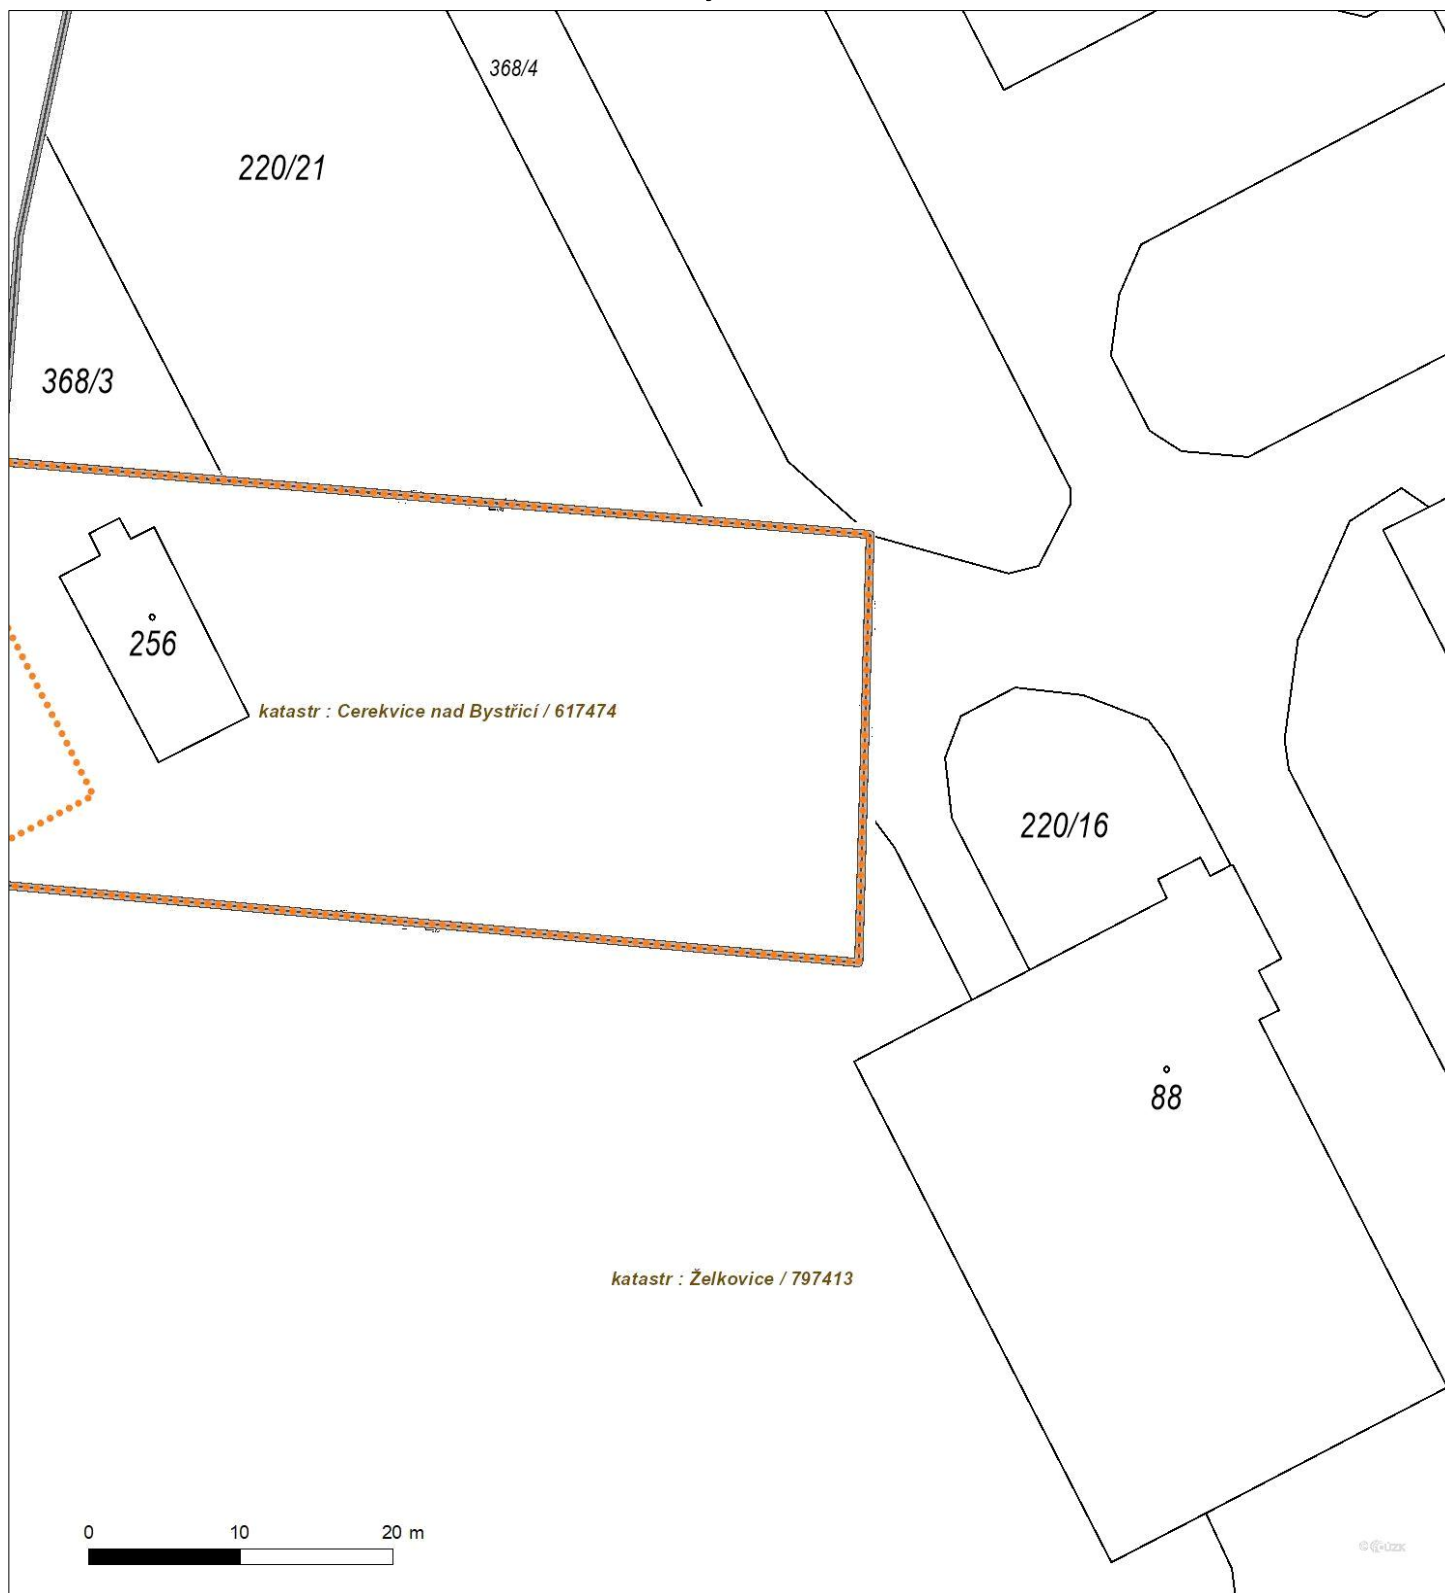 368/4
220/21
368/3
256
katastr : Cerekvice nad Bystřicí / 617474
220/16
88
katastr : Želkovice / 797413
0 10 20 m